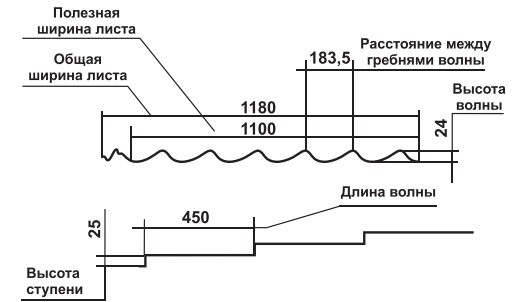 Полезная
ширина листа
Общая
ширина листа
183,5
Расстояние между
гребнями волны
Высота
волны
1180
1100
24
Длина волны
450
25
Высота
ступени